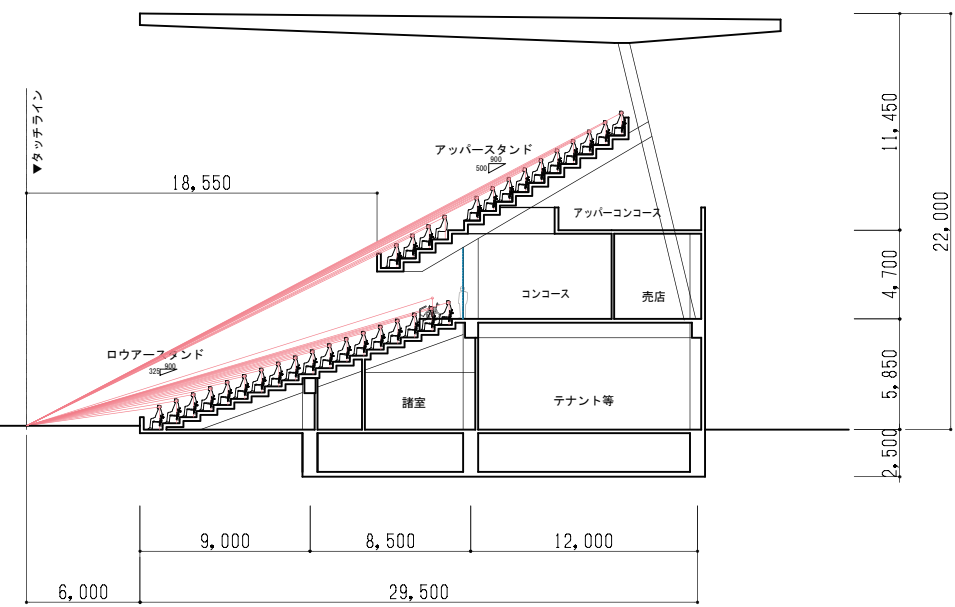 ▼タッチライン
18,550
アッパースタンド
900
500
アッパーコンコース
コンコース
売店
ロウアースタンド
900
325
諸室
テナント等
11,450
22,000
4,700
5,850
2,500
9,000
8,500
12,000
6,000
29,500